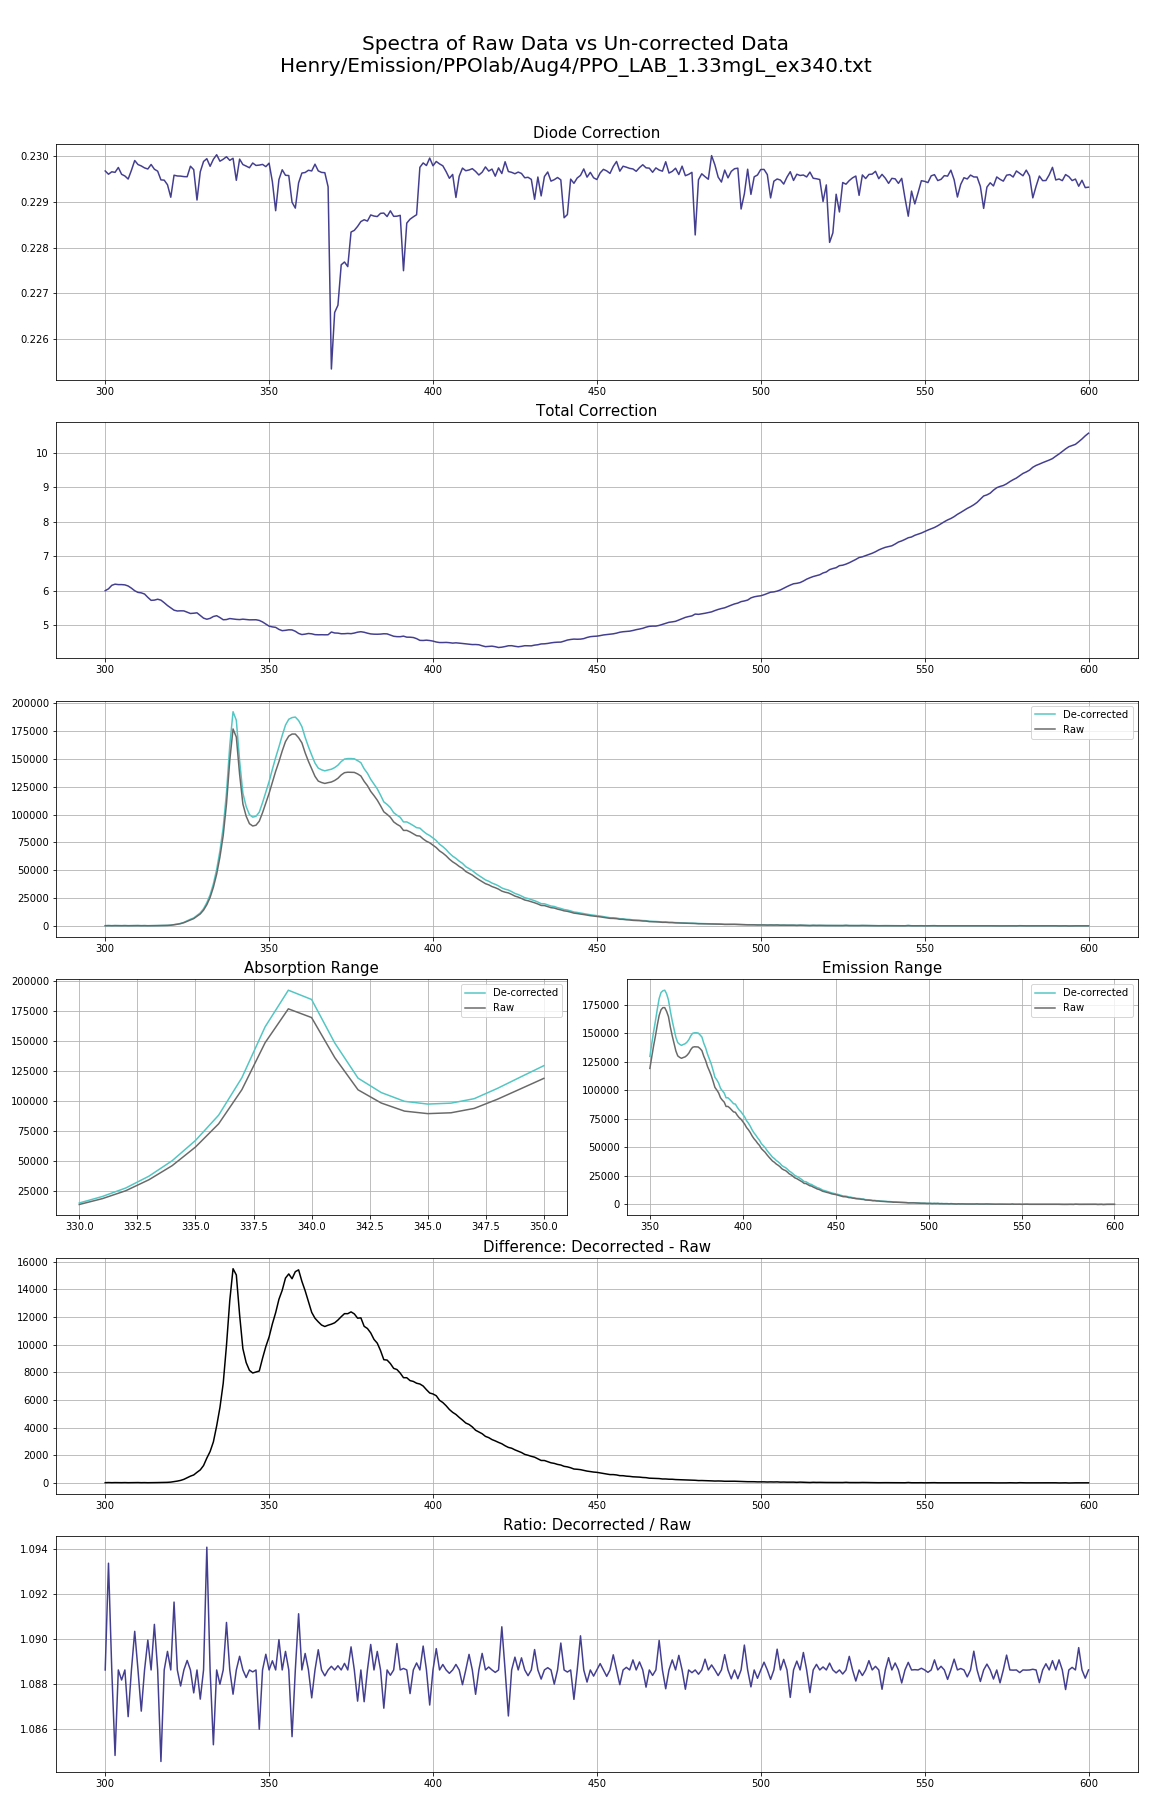 Spectra of Raw Data vs Un-corrected Data
Henry/Emission/PPOlab/Aug4/PPO_LAB_1.33mgL_ex340.txt
Diode Correction
0.230
0.229
0.228
0.227
0.226
300 350 400 450 500 550 600
Total Correction
10
9
8
7
6
5
300 350 400 450 500 550 600
200000
175000
150000
125000
100000
75000
50000
25000
0
De-corrected
Raw
300 350 400 450 500 550 600
Absorption Range
200000
175000
150000
125000
100000
75000
50000
25000
De-corrected
Raw
330.0 332.5 335.0 337.5 340.0 342.5 345.0 347.5 350.0
Emission Range
175000
150000
125000
100000
75000
50000
25000
0
De-corrected
Raw
350 400 450 500 550 600
Difference: Decorrected - Raw
16000
14000
12000
10000
8000
6000
4000
2000
0
300 350 400 450 500 550 600
Ratio: Decorrected / Raw
1.094
1.092
1.090
1.088
1.086
300 350 400 450 500 550 600